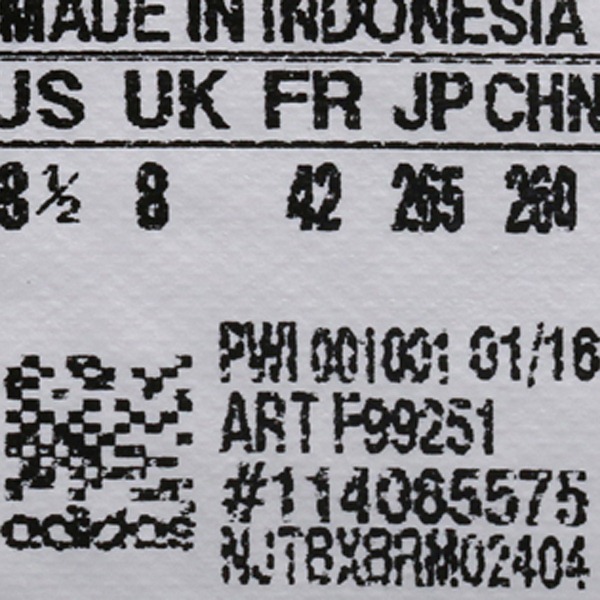 MADE IN INDONESIA
US UK FR JP CHN
8½ 8 42 265 260
PWI 001001 01/16
ART F99251
#114065575
adidas
NJTBXBRM02404